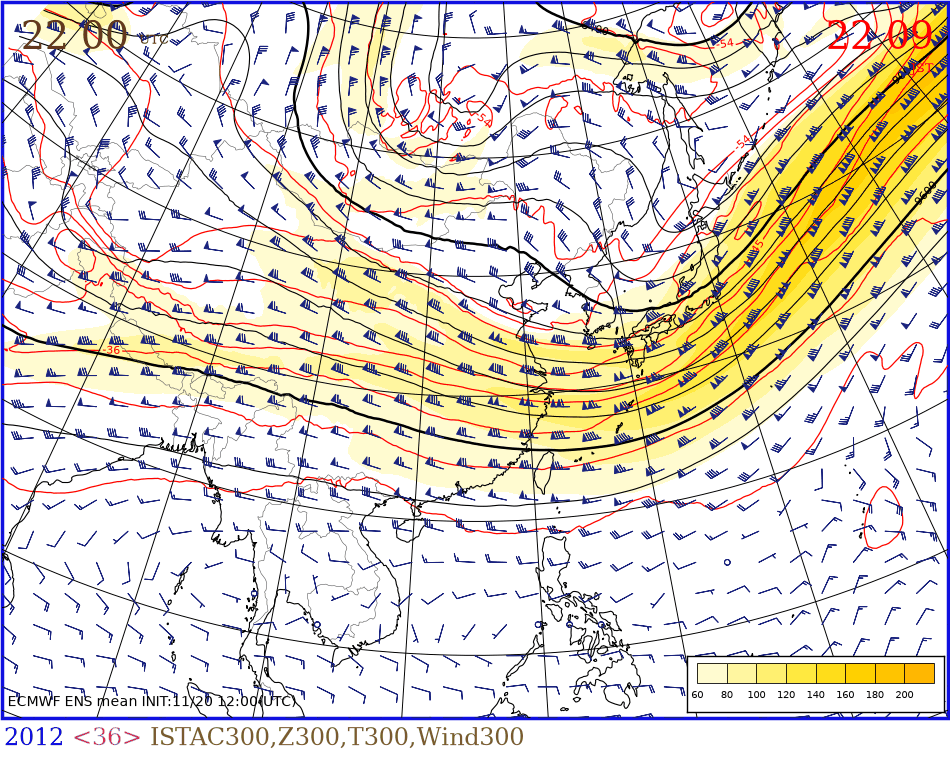 22 00 UTC
22 09 JST
-54
-54
-54
-45
9600
-36
60 80 100 120 140 160 180 200
ECMWF ENS mean INIT:11/20 12:00(UTC)
2012 <36> ISTAC300,Z300,T300,Wind300